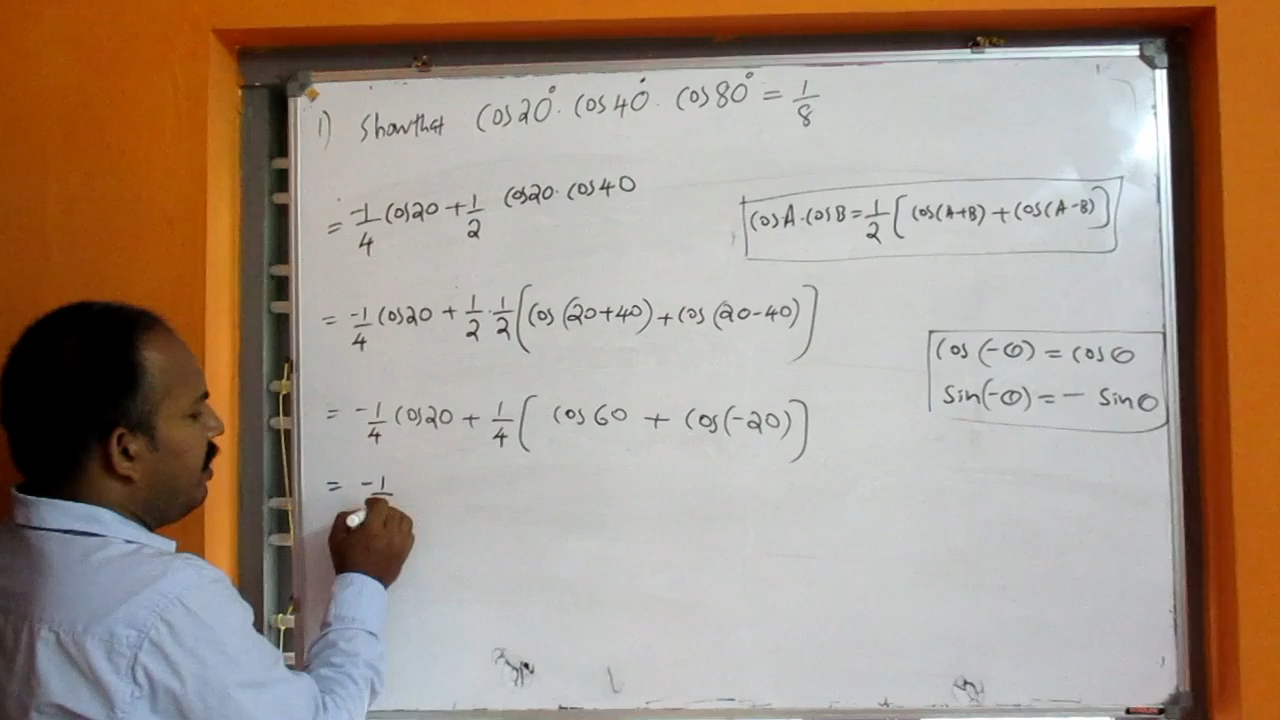 1) Show that cos20°. cos40°. cos80° = 1/8
= -1/4 cos20 + 1/2 cos20. cos40
cosA.cosB = 1/2 [cos(A+B) + cos(A-B)]
= -1/4 cos20 + 1/2 . 1/2 [cos(20+40) + cos(20-40)]
cos(-θ) = cosθ
sin(-θ) = - sinθ
= -1/4 cos20 + 1/4 [cos60 + cos(-20)]
= -1